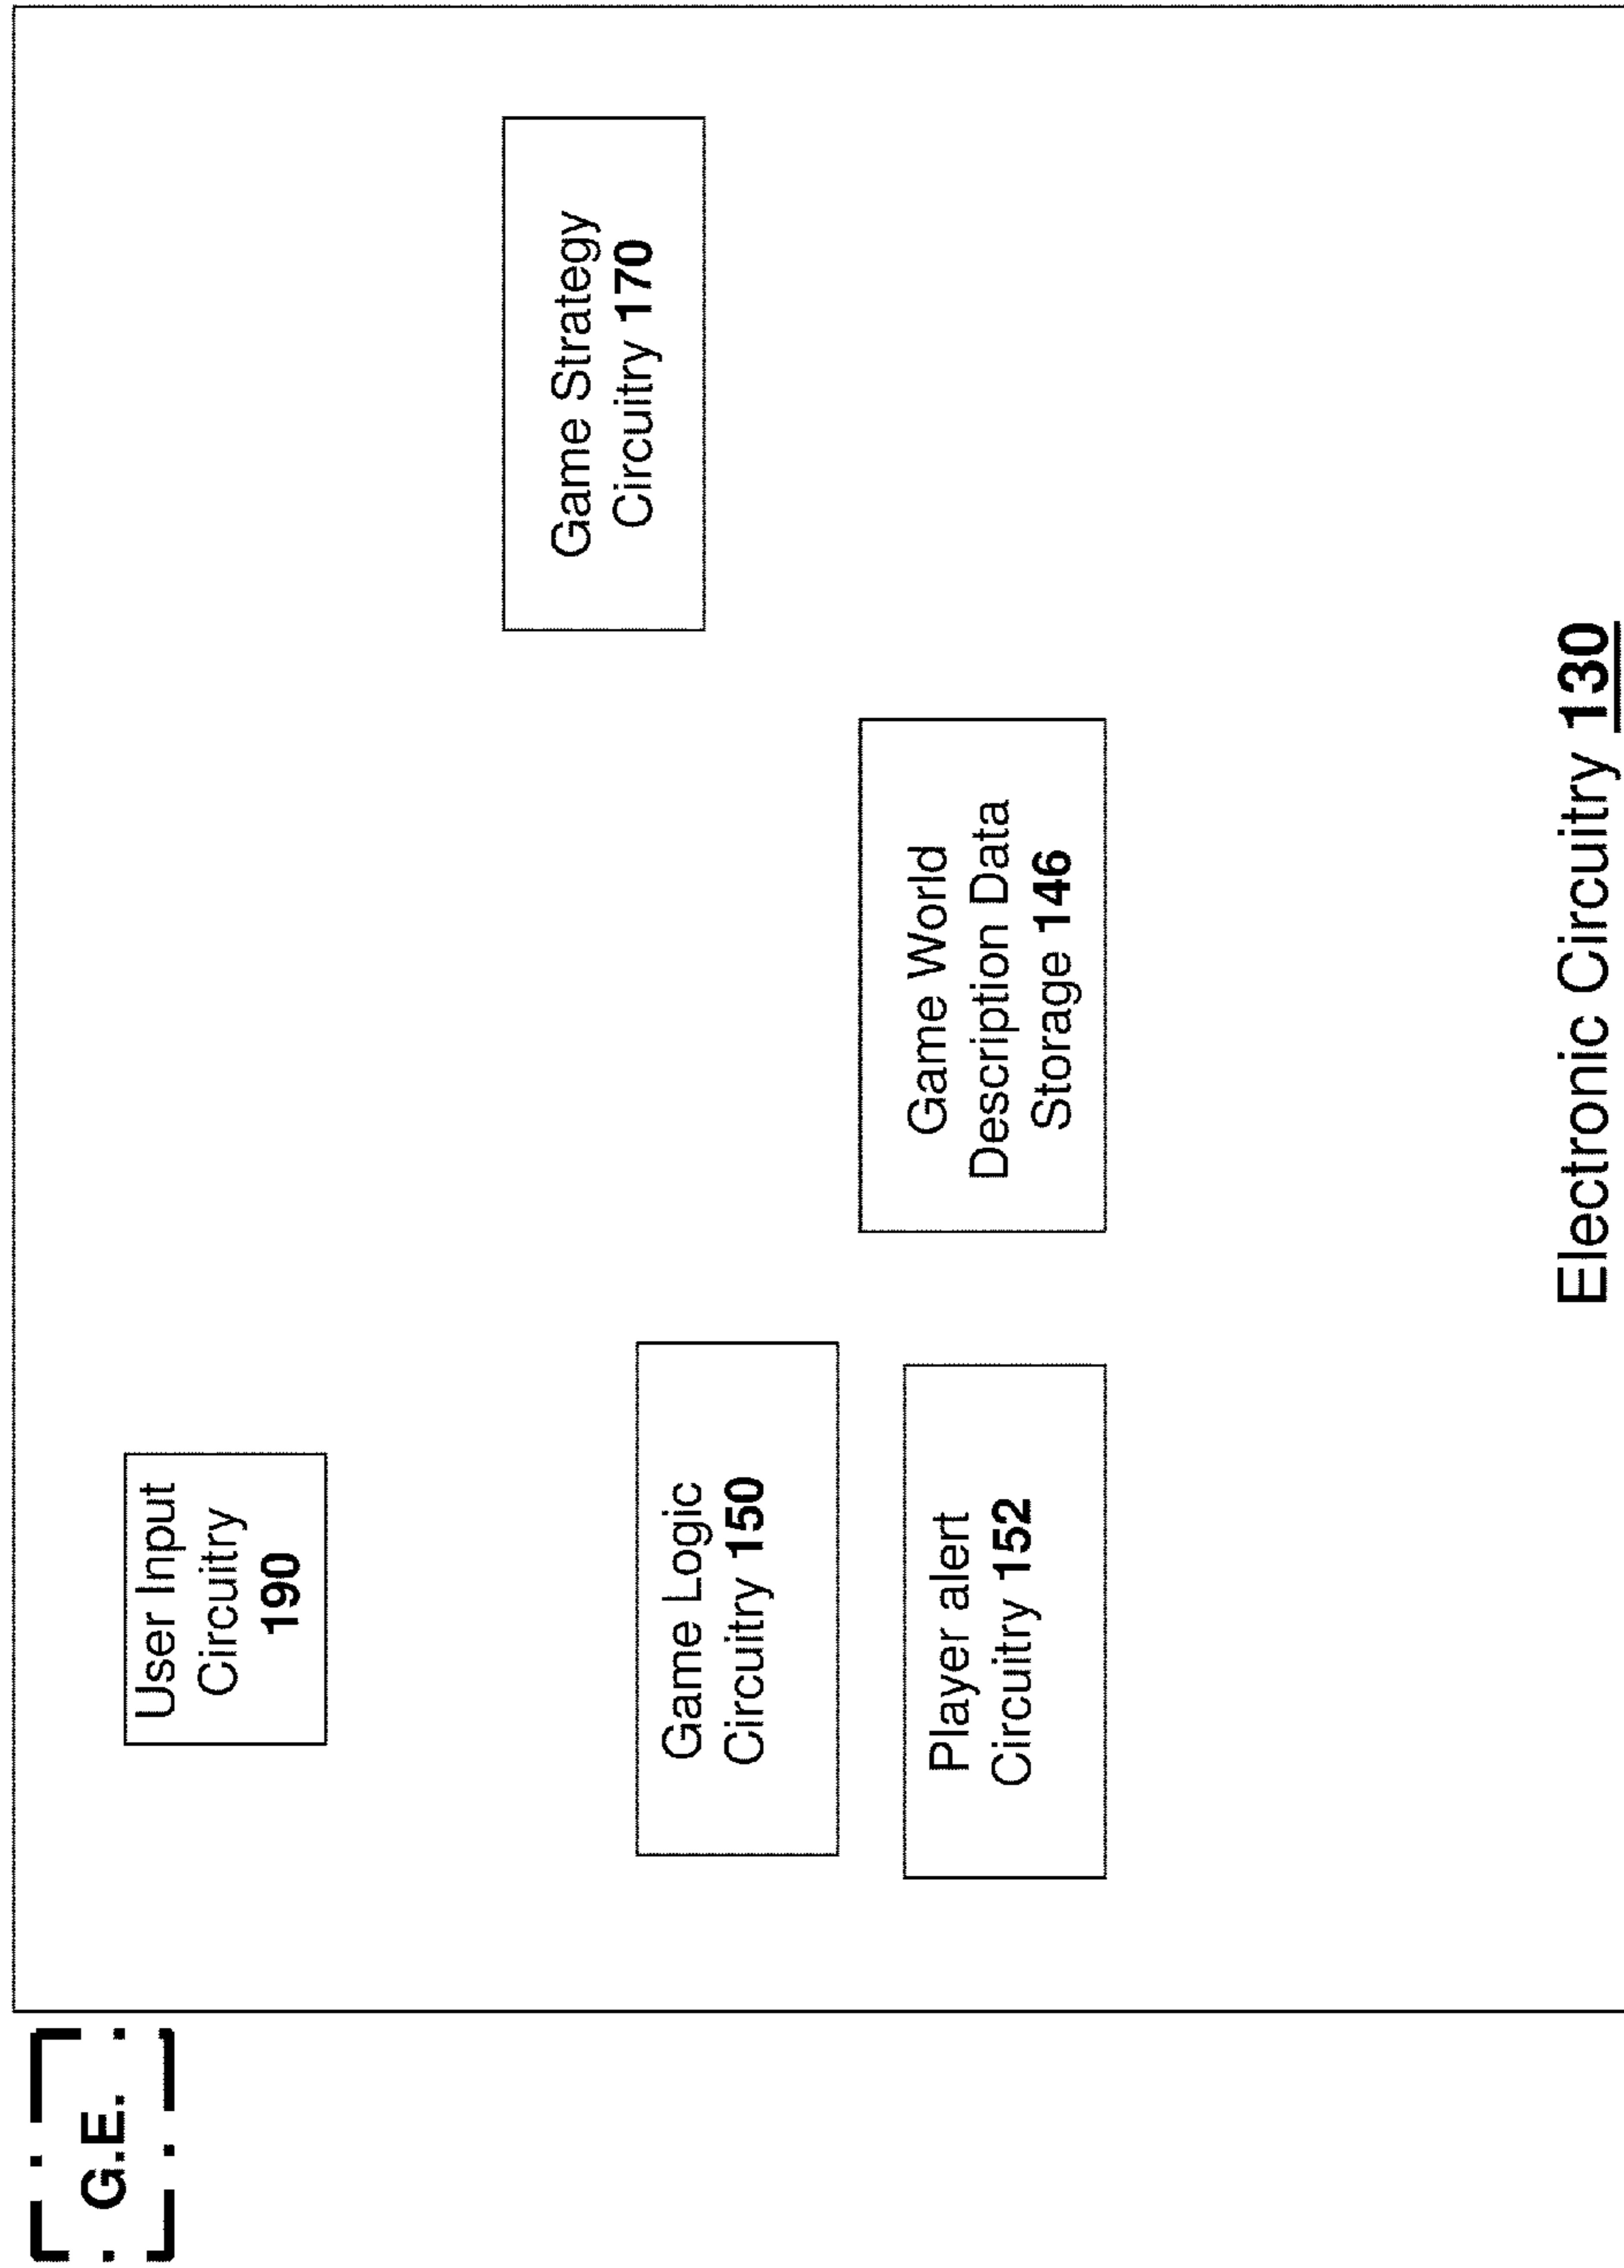 G.E.
User Input
Circuitry
190
Game Strategy
Circuitry 170
Game Logic
Circuitry 150
Player alert
Circuitry 152
Game World
Description Data
Storage 146
Electronic Circuitry 130